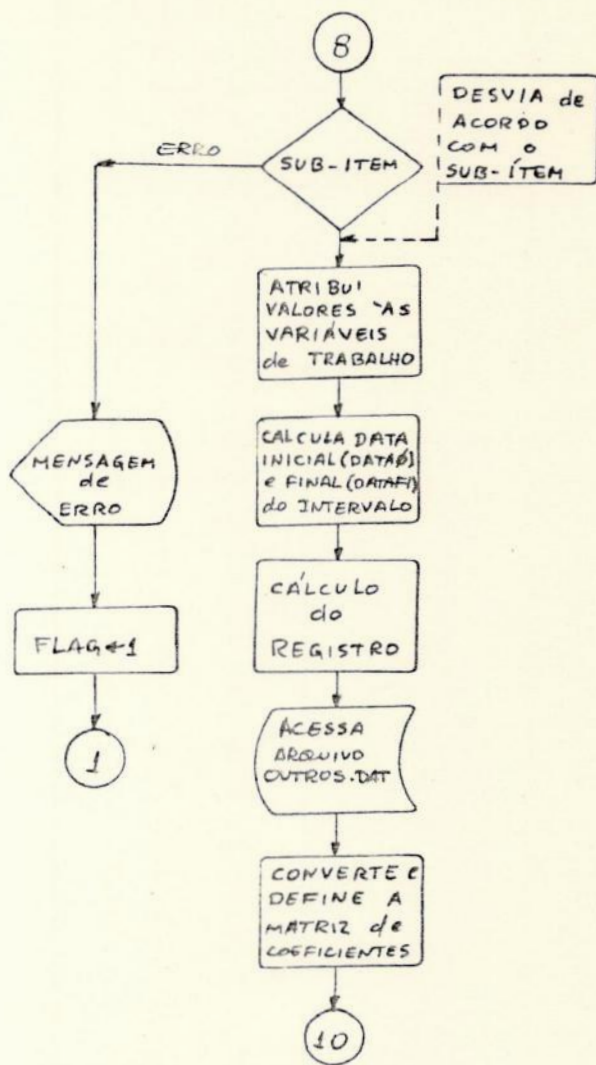 8
DESVIA de
ACORDO
COM O
SUB-ÍTEM
ERRO
SUB-ITEM
ATRIBUI
VALORES `AS
VARIÁVEIS
de TRABALHO
CALCULA DATA
INICIAL(DATAØ)
e FINAL(DATAFI)
do INTERVALO
MENSAGEM
de
ERRO
CÁLCULO
do
REGISTRO
FLAG←1
1
ACESSA
ARQUIVO
OUTROS.DAT
CONVERTE e
DEFINE A
MATRIZ de
COEFICIENTES
10